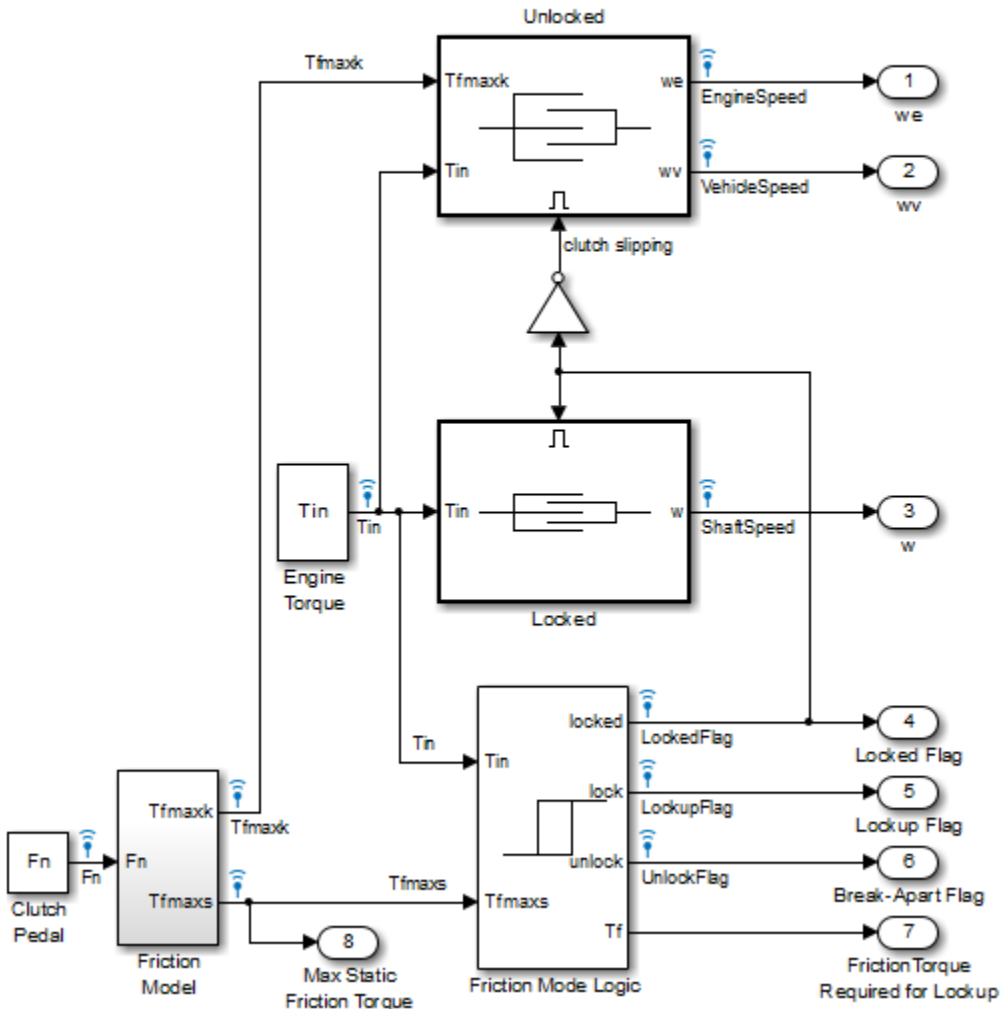 Unlocked
Tfmaxk
Tfmaxk
we
EngineSpeed
1
we
Tin
wv
VehicleSpeed
2
wv
clutch slipping
Tin
Tin
Engine
Torque
Tin
w
ShaftSpeed
3
w
Locked
locked
LockedFlag
4
Locked Flag
Tin
Tin
lock
LockupFlag
5
Lockup Flag
unlock
UnlockFlag
6
Break-Apart Flag
Tfmaxs
Tfmaxs
Tf
7
Friction Torque
Required for Lockup
Friction Mode Logic
Fn
Fn
Clutch
Pedal
Fn
Tfmaxk
Tfmaxk
Tfmaxs
Friction
Model
8
Max Static
Friction Torque